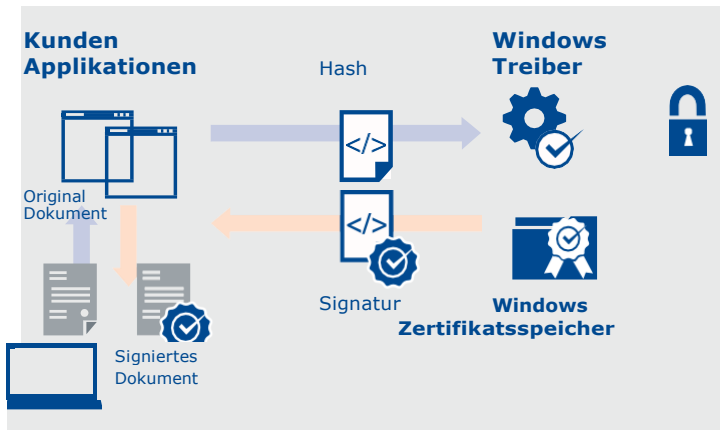 Kunden
Applikationen
Hash
Windows
Treiber
</>
Original
Dokument
</>
Signatur
Windows
Zertifikatsspeicher
Signiertes
Dokument